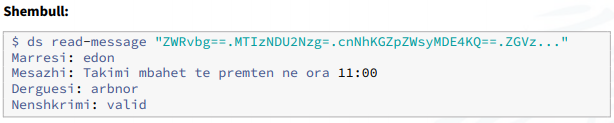 Shembull:
$ ds read-message "ZWRvbg==.MTIzNDU2Nzg=.cnNhKGZpZWsyMDE4KQ==.ZGVz..."
Marresi: edon
Mesazhi: Takimi mbahet te premten ne ora 11:00
Derguesi: arbnor
Nenshkrimi: valid